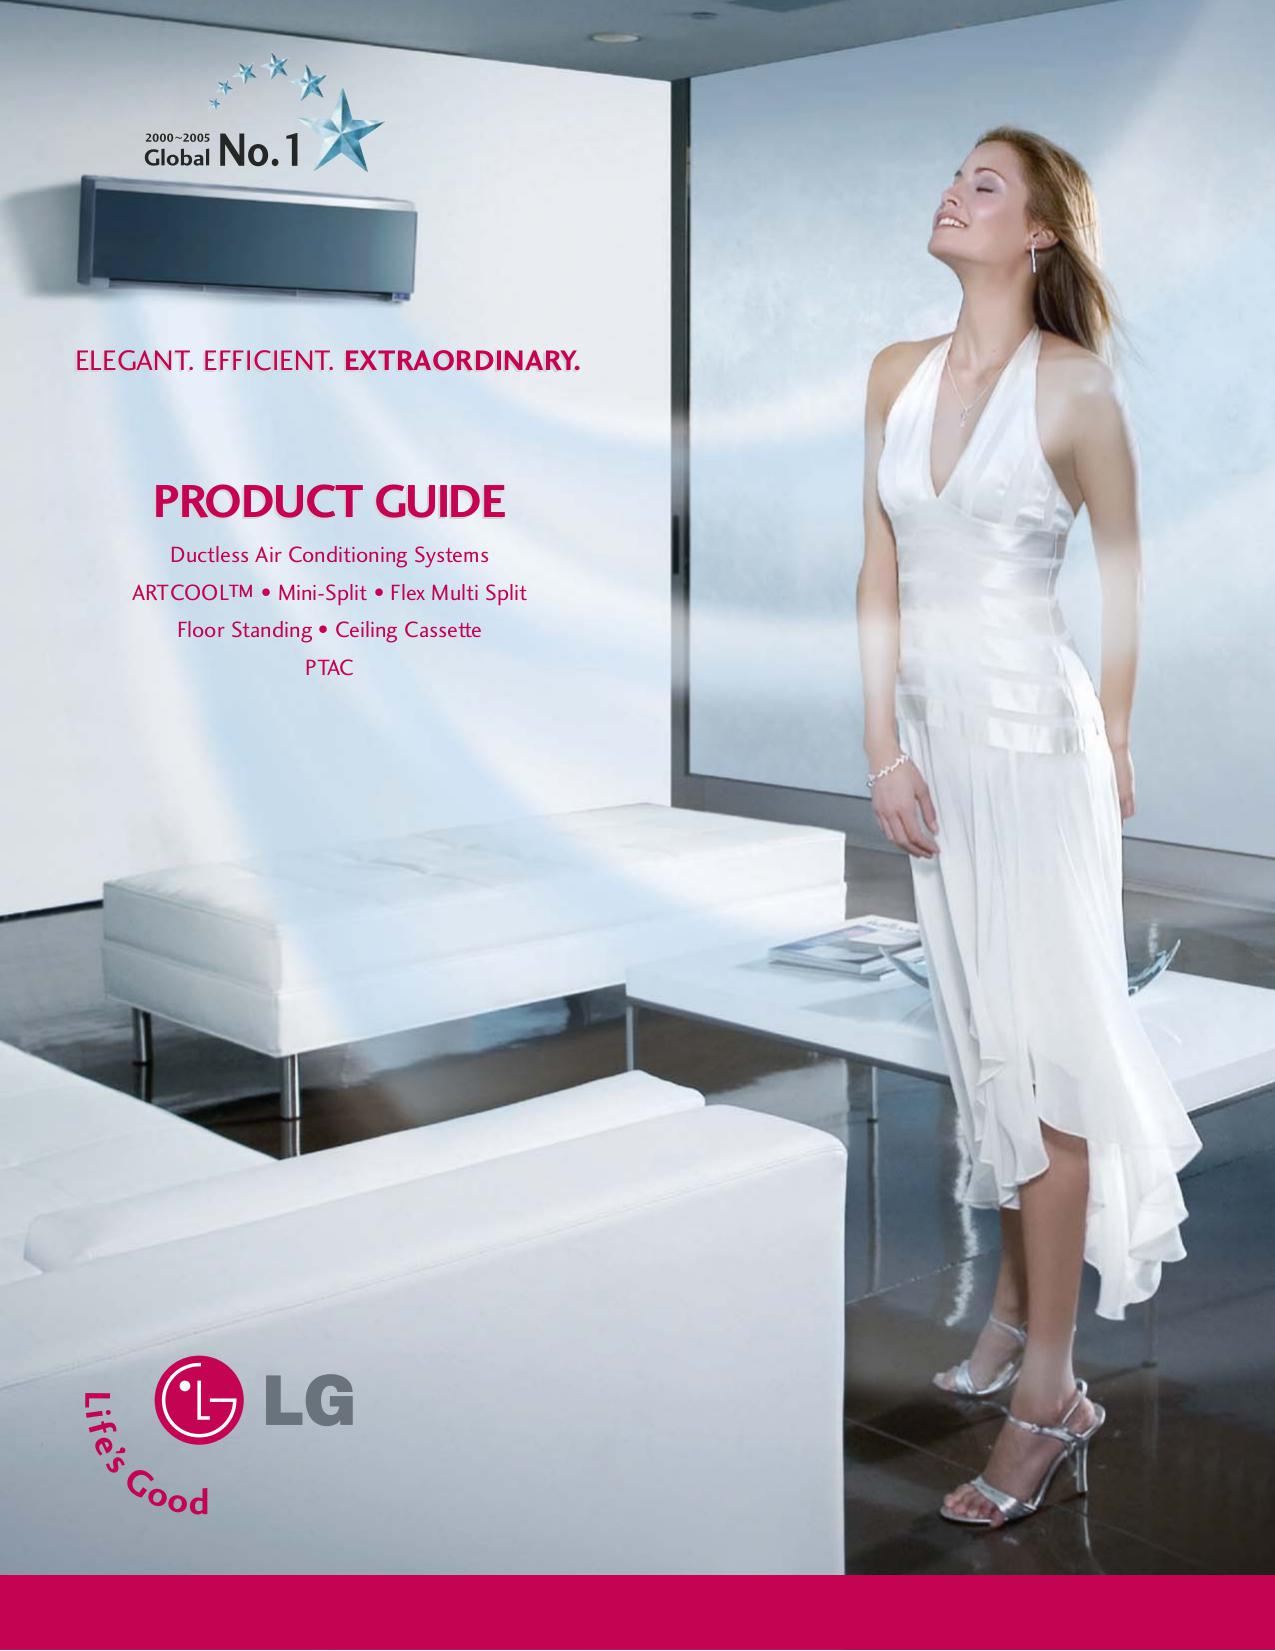 2000~2005
Global No.1
ELEGANT. EFFICIENT. EXTRAORDINARY.
PRODUCT GUIDE
Ductless Air Conditioning Systems
ARTCOOL™ • Mini-Split • Flex Multi Split
Floor Standing • Ceiling Cassette
PTAC
LG
Life's Good